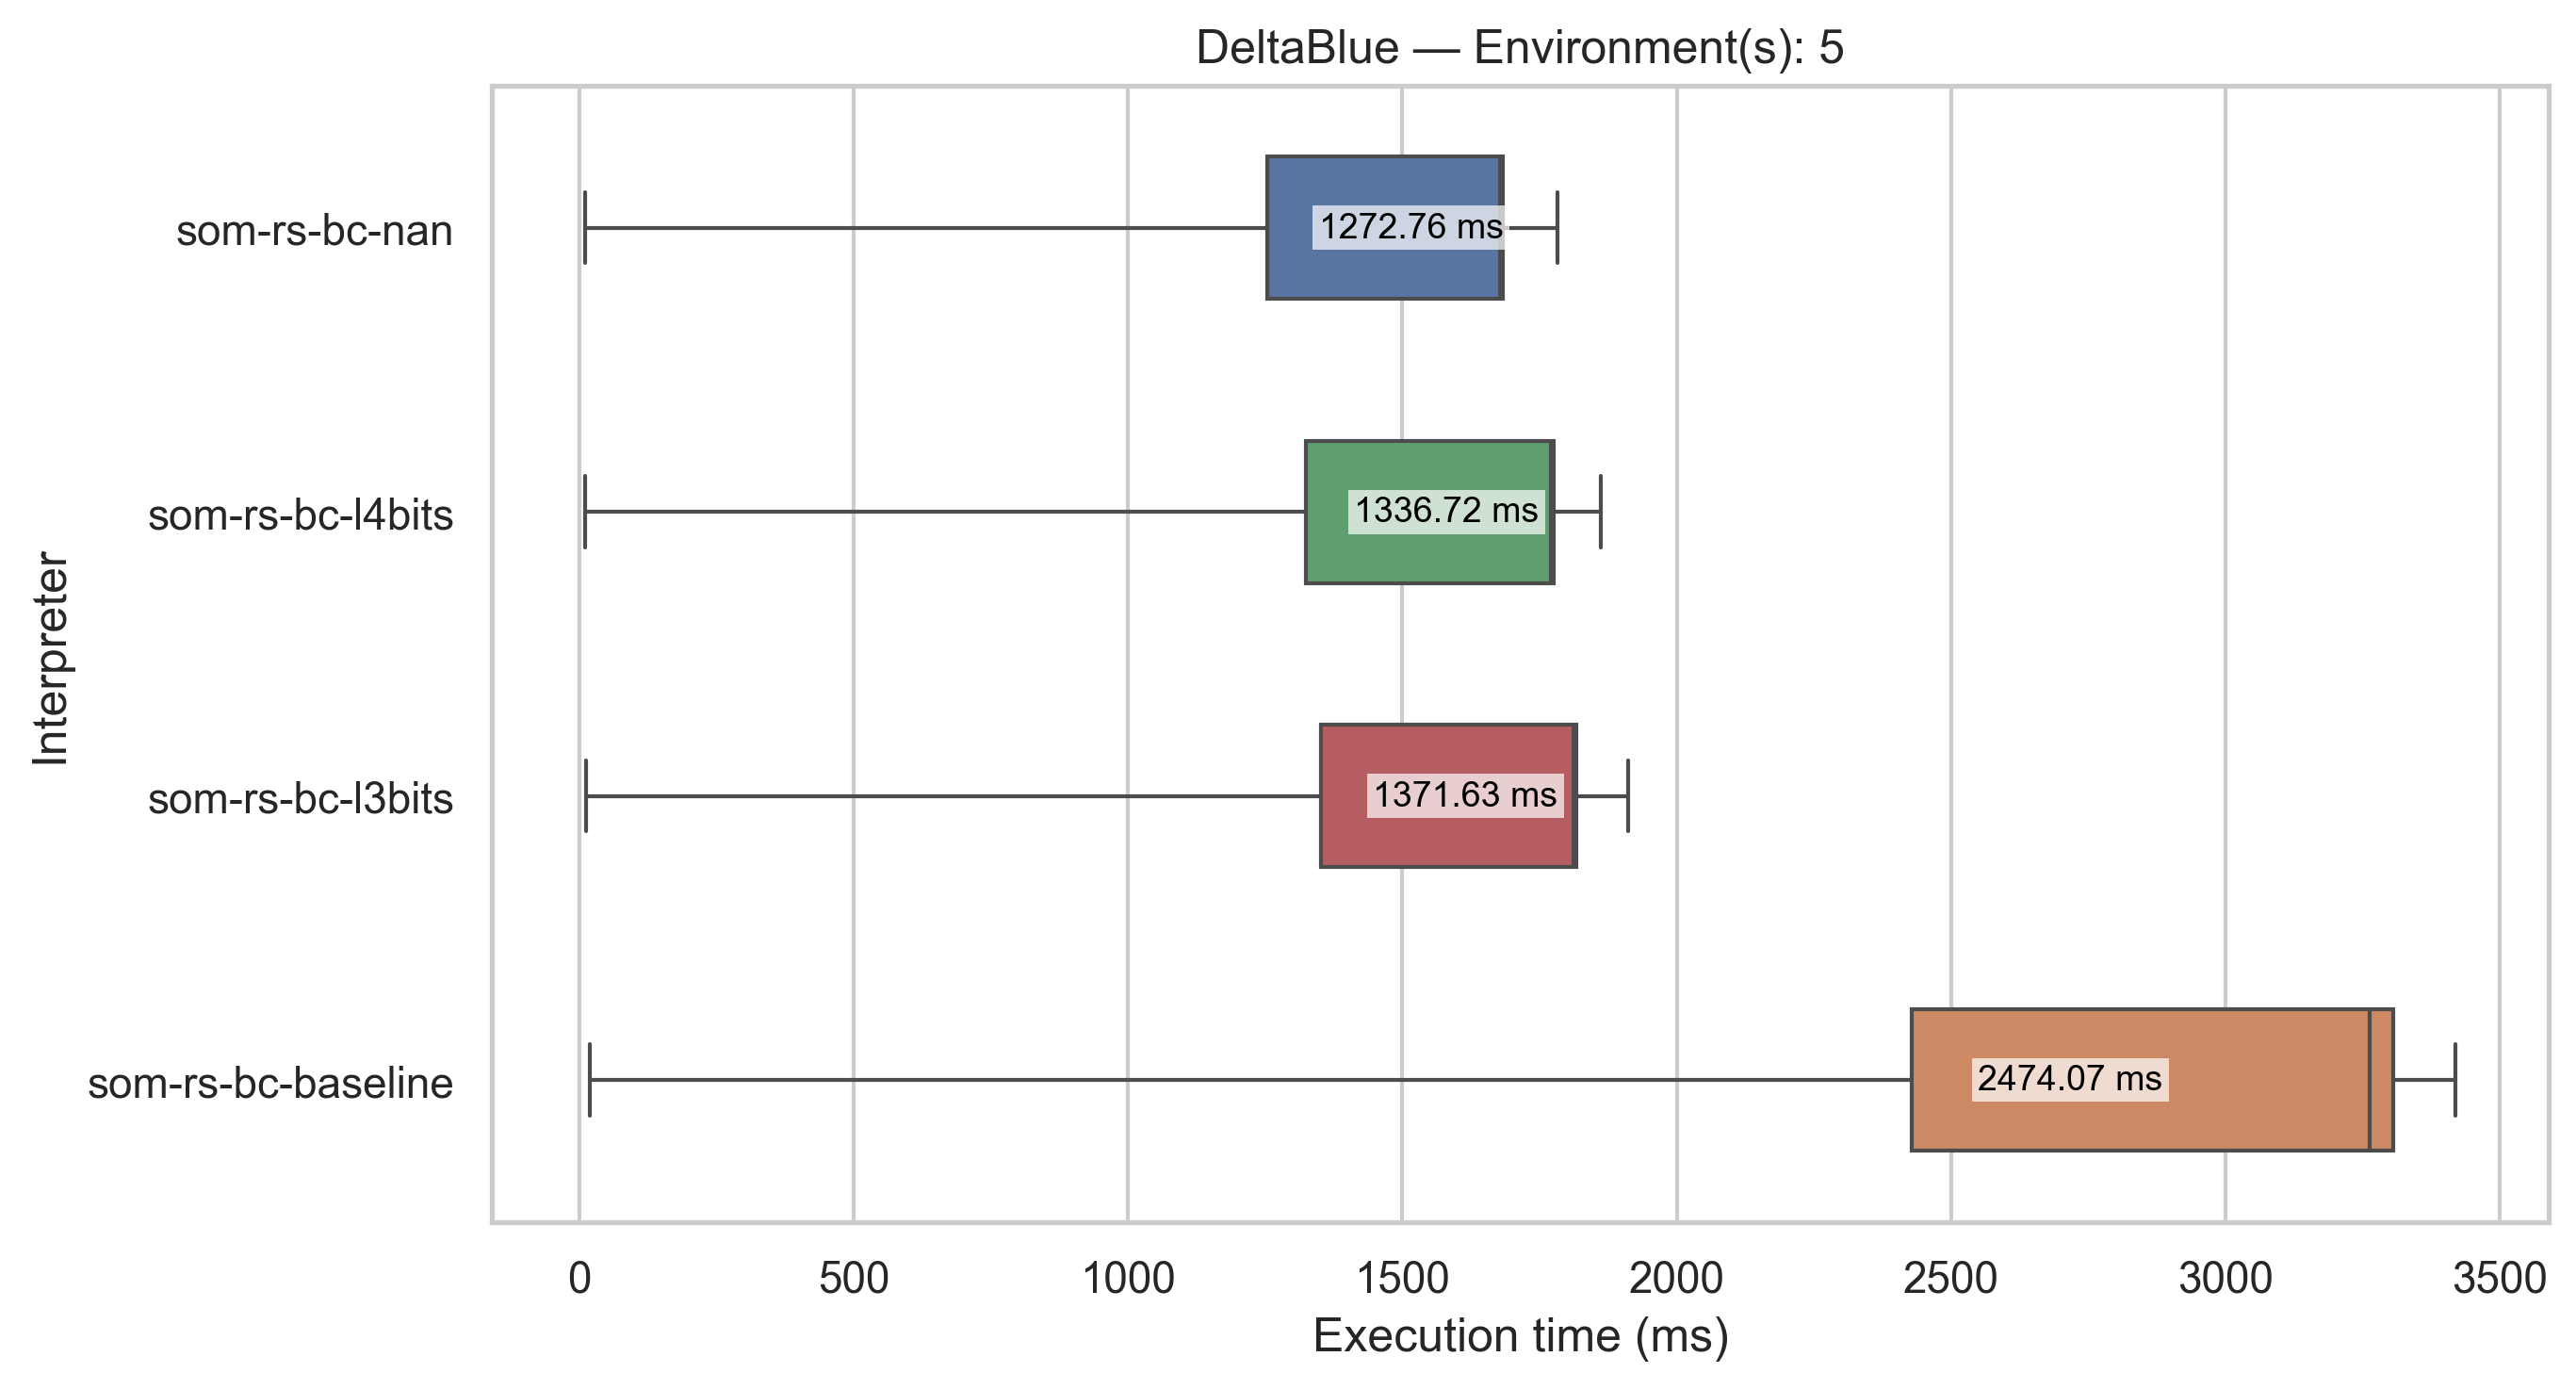 DeltaBlue — Environment(s): 5
Interpreter
som-rs-bc-nan
1272.76 ms
som-rs-bc-l4bits
1336.72 ms
som-rs-bc-l3bits
1371.63 ms
som-rs-bc-baseline
2474.07 ms
0 500 1000 1500 2000 2500 3000 3500
Execution time (ms)